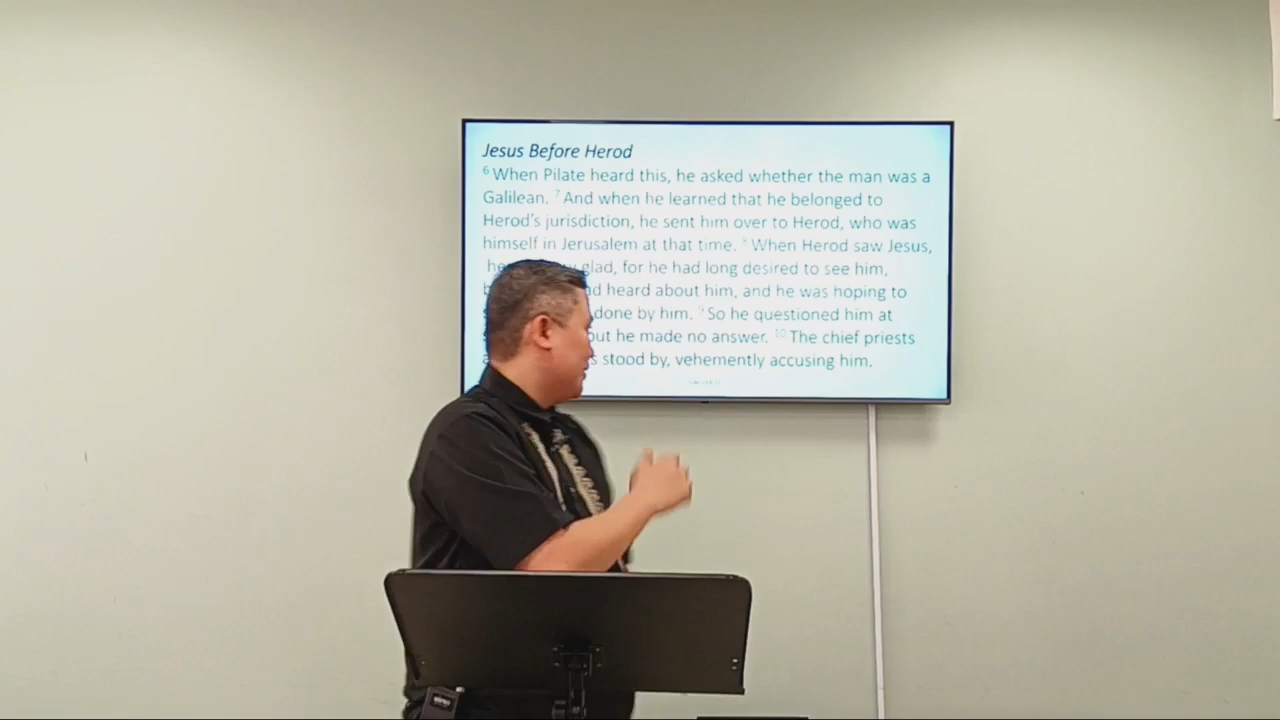 Jesus Before Herod
6 When Pilate heard this, he asked whether the man was a
Galilean. 7 And when he learned that he belonged to
Herod's jurisdiction, he sent him over to Herod, who was
himself in Jerusalem at that time. 8 When Herod saw Jesus,
he glad, for he had long desired to see him,
heard about him, and he was hoping to
done by him. 9 So he questioned him at
but he made no answer. 10 The chief priests
stood by, vehemently accusing him.